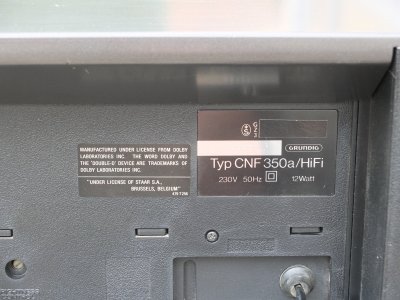 MANUFACTURED UNDER LICENSE FROM DOLBY
LABORATORIES INC. THE WORD DOLBY AND
THE 'DOUBLE-D' DEVICE ARE TRADEMARKS OF
DOLBY LABORATORIES INC.
"UNDER LICENSE OF STAAR S.A.,
BRUSSELS, BELGIUM"
GRUNDIG
Typ CNF 350a/HiFi
230V 50Hz 12Watt